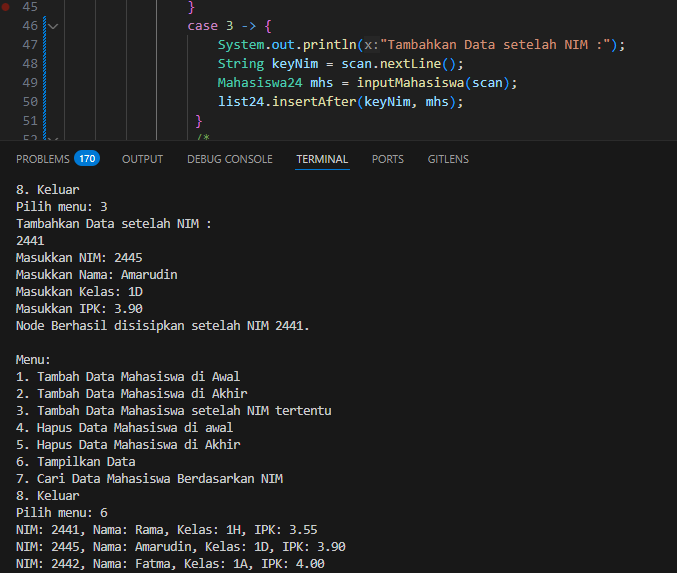 45 }
46 case 3 -> {
47 System.out.println(x:"Tambahkan Data setelah NIM :");
48 String keyNim = scan.nextLine();
49 Mahasiswa24 mhs = inputMahasiswa(scan);
50 list24.insertAfter(keyNim, mhs);
51 }
52 /*
PROBLEMS 170 OUTPUT DEBUG CONSOLE TERMINAL PORTS GITLENS
8. Keluar
Pilih menu: 3
Tambahkan Data setelah NIM :
2441
Masukkan NIM: 2445
Masukkan Nama: Amarudin
Masukkan Kelas: 1D
Masukkan IPK: 3.90
Node Berhasil disisipkan setelah NIM 2441.
Menu:
1. Tambah Data Mahasiswa di Awal
2. Tambah Data Mahasiswa di Akhir
3. Tambah Data Mahasiswa setelah NIM tertentu
4. Hapus Data Mahasiswa di awal
5. Hapus Data Mahasiswa di Akhir
6. Tampilkan Data
7. Cari Data Mahasiswa Berdasarkan NIM
8. Keluar
Pilih menu: 6
NIM: 2441, Nama: Rama, Kelas: 1H, IPK: 3.55
NIM: 2445, Nama: Amarudin, Kelas: 1D, IPK: 3.90
NIM: 2442, Nama: Fatma, Kelas: 1A, IPK: 4.00